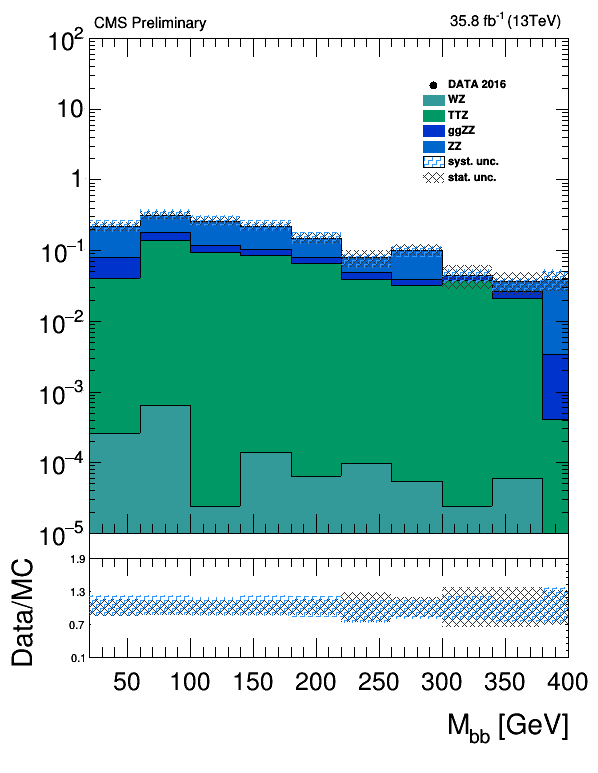 CMS Preliminary 35.8 fb⁻¹ (13TeV)
10²
DATA 2016
WZ
10
TTZ
ggZZ
ZZ
syst. unc.
1
stat. unc.
10⁻¹
10⁻²
10⁻³
10⁻⁴
10⁻⁵
Data/MC
1.9
1.3
0.7
0.1
50 100 150 200 250 300 350 400
M_bb [GeV]